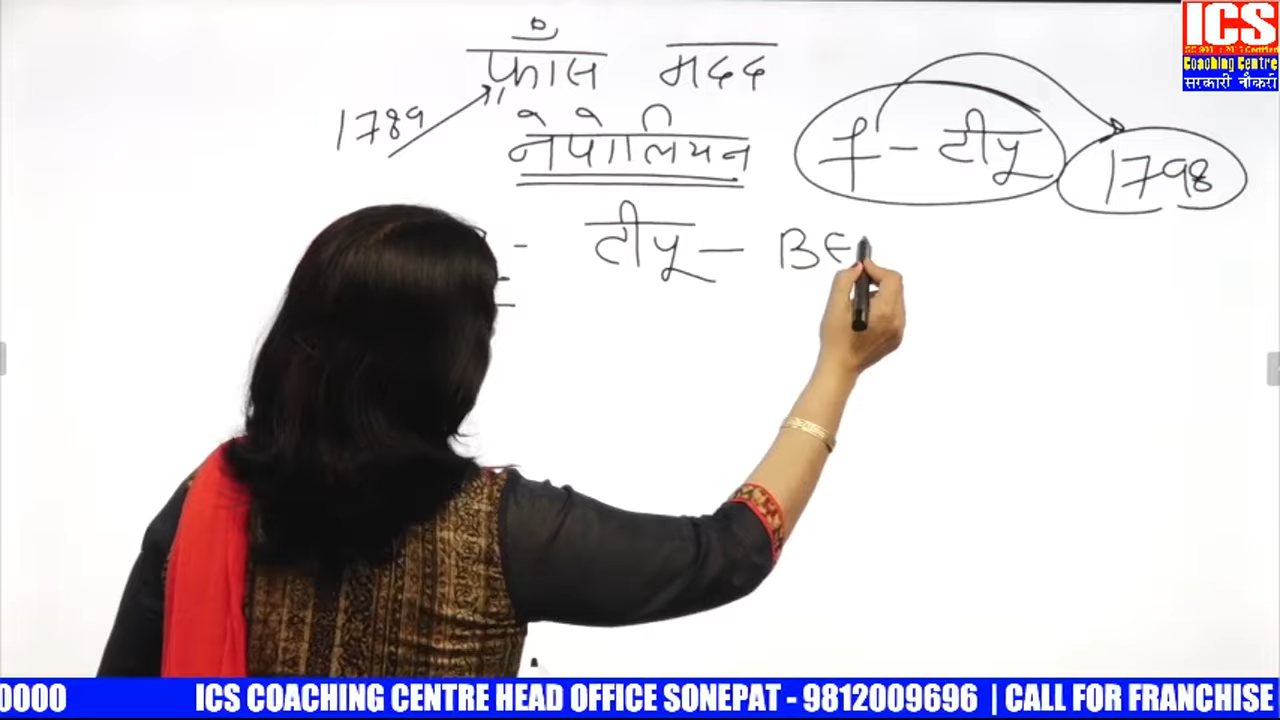 फ्रांस मदद
1789
नेपोलियन
f - टीपू
1798
- टीपू - BE
ICS
Coaching Centre
सरकारी नौकरी
0000 ICS COACHING CENTRE HEAD OFFICE SONEPAT - 9812009696 | CALL FOR FRANCHISE